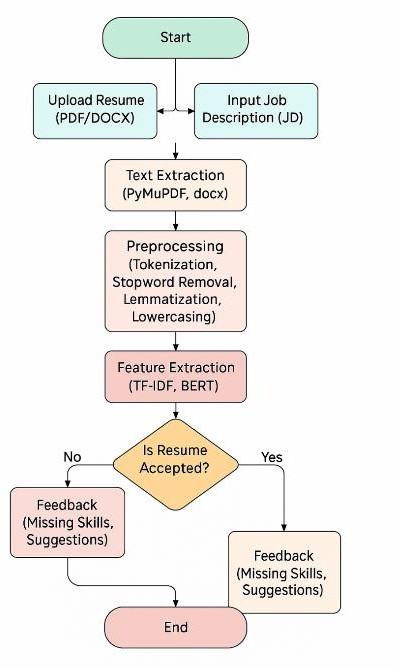 Start
Upload Resume
(PDF/DOCX)
Input Job
Description (JD)
Text Extraction
(PyMuPDF, docx)
Preprocessing
(Tokenization,
Stopword Removal,
Lemmatization,
Lowercasing)
Feature Extraction
(TF-IDF, BERT)
Is Resume
Accepted?
No
Yes
Feedback
(Missing Skills,
Suggestions)
Feedback
(Missing Skills,
Suggestions)
End